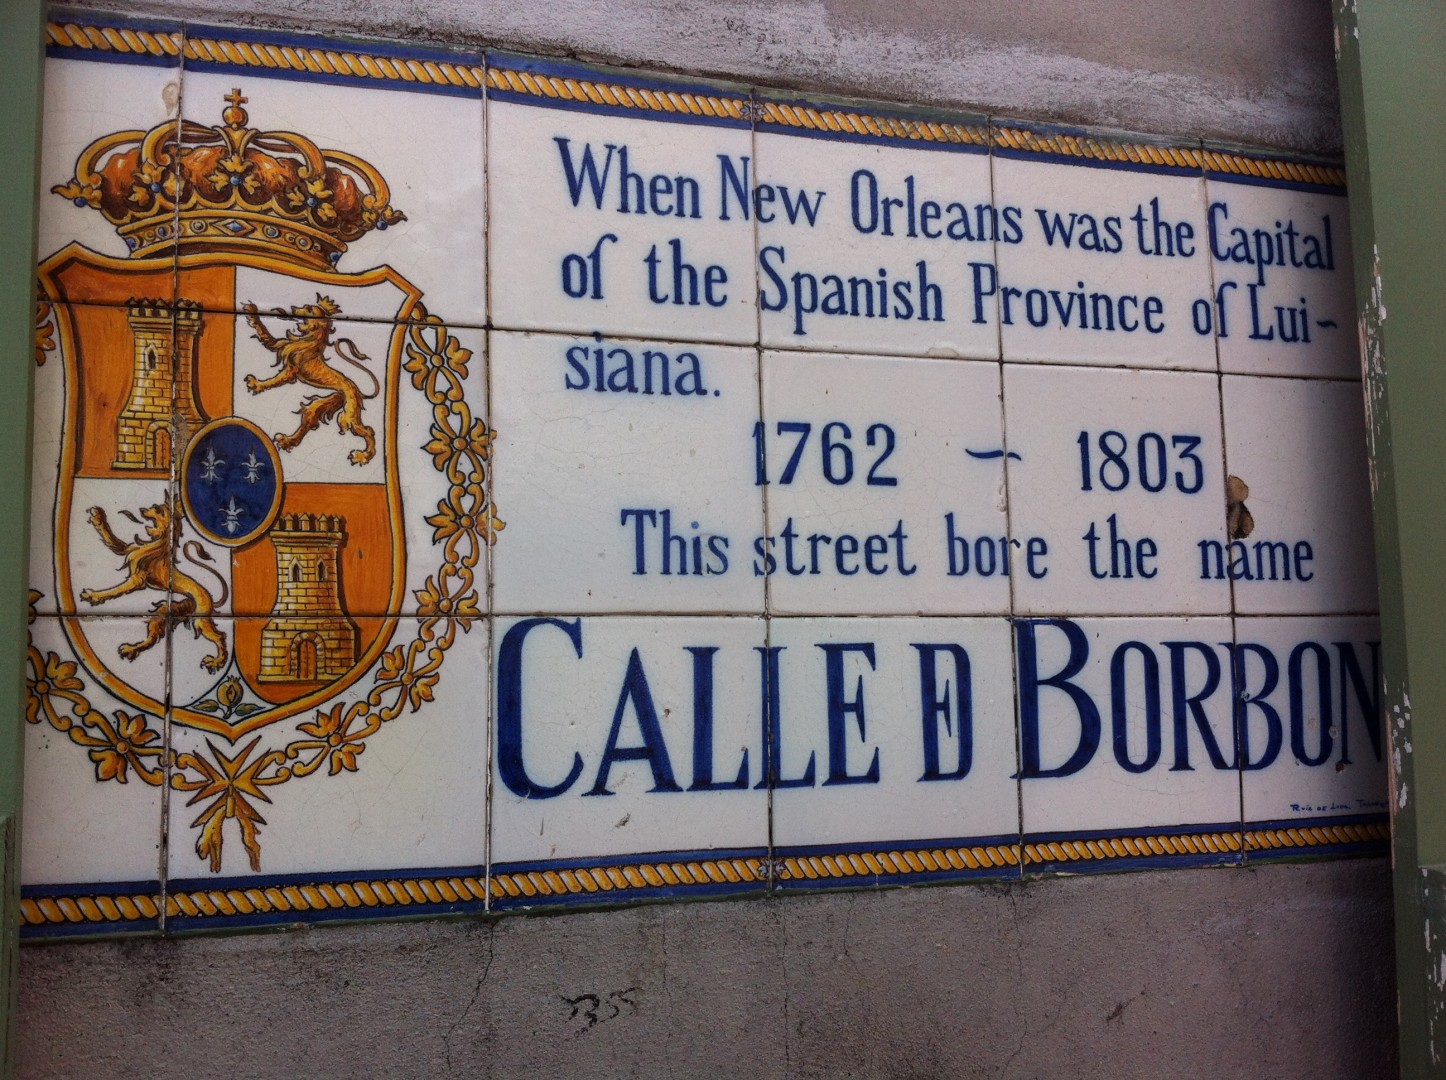 When New Orleans was the Capital
of the Spanish Province of Lui~
siana.
1762 ~ 1803
This street bore the name
CALLE D BORBON